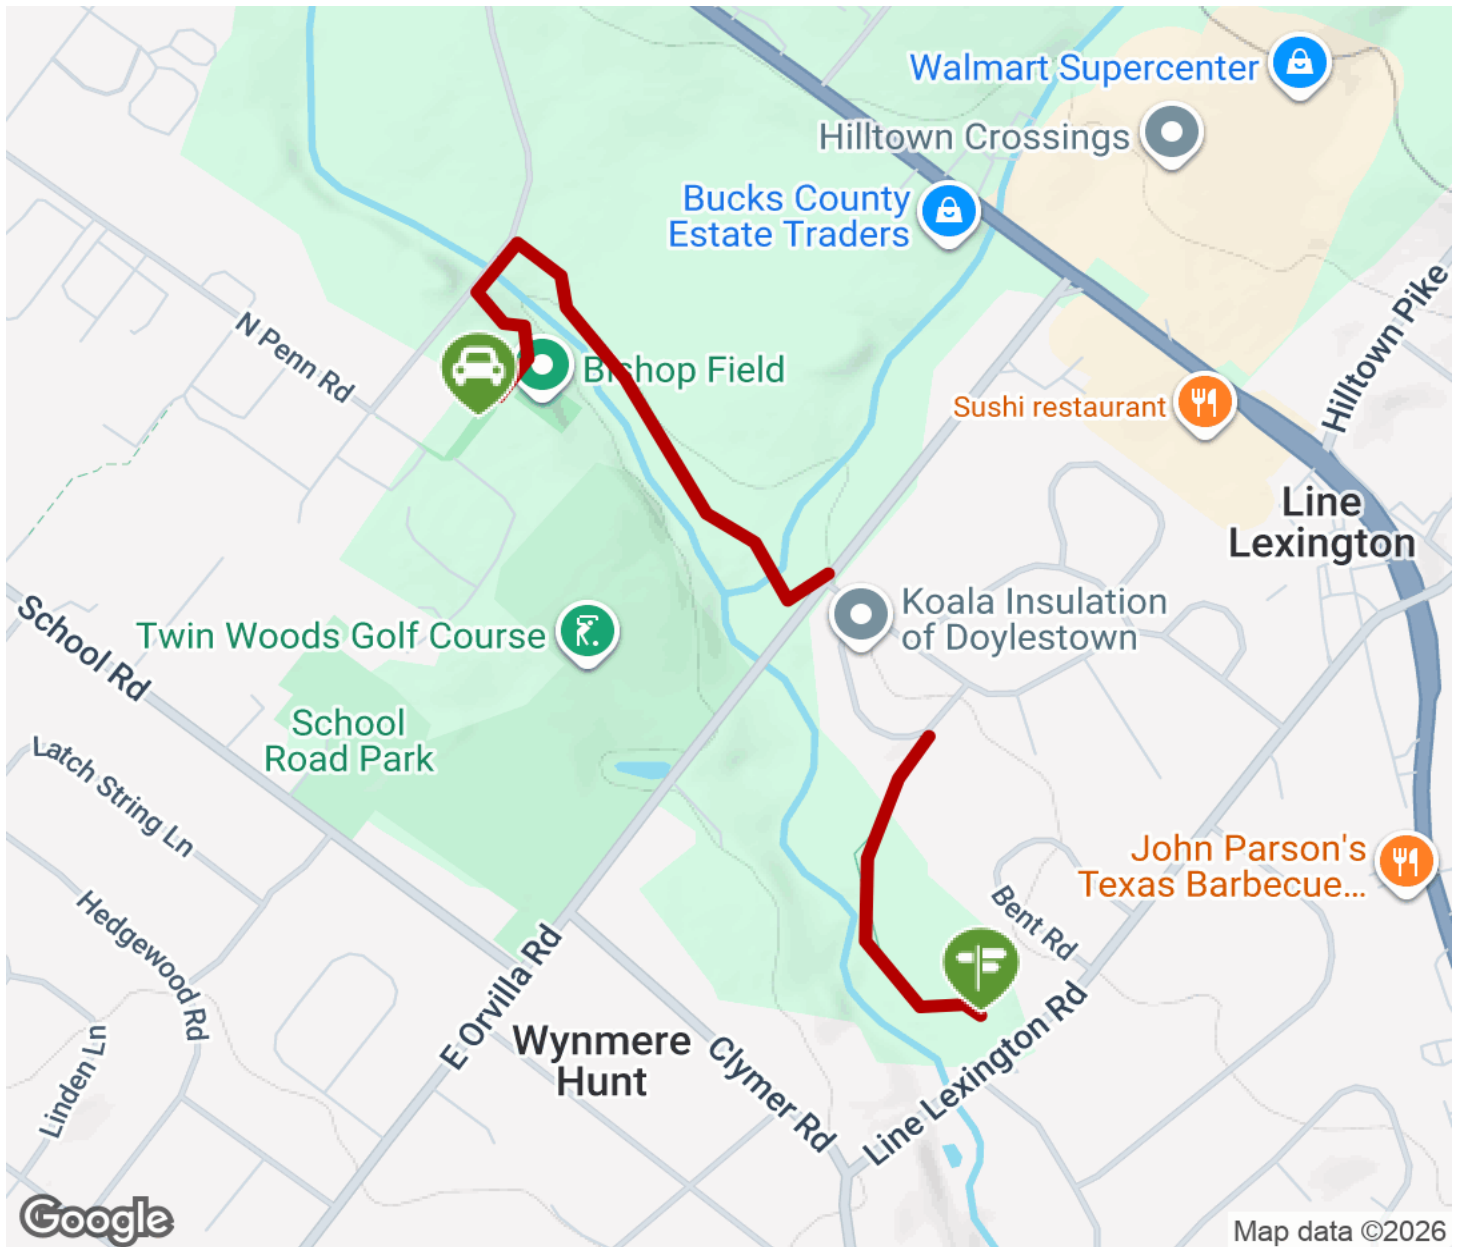 Walmart Supercenter
Hilltown Crossings
Bucks County
Estate Traders
Hilltown Pike
N Penn Rd
Bishop Field
Sushi restaurant
Line
Lexington
Koala Insulation
of Doylestown
Twin Woods Golf Course
School Rd
School
Road Park
Latch String Ln
John Parson's
Texas Barbecue...
Bent Rd
Hedgewood Rd
E Orvilla Rd
Line Lexington Rd
Wynmere
Hunt
Clymer Rd
Linden Ln
Google
Map data ©2026